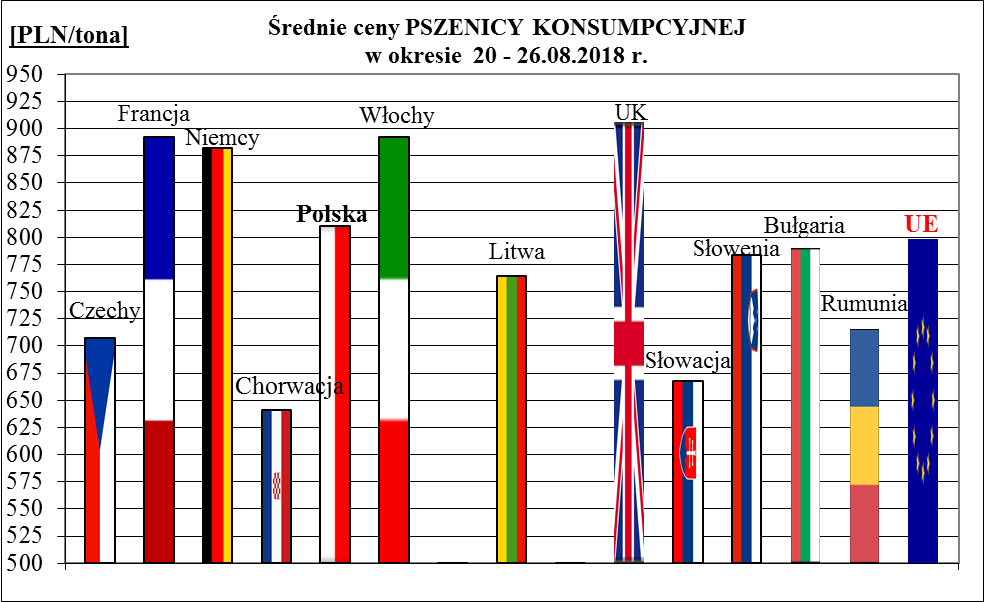 [PLN/tona]
Średnie ceny PSZENICY KONSUMPCYJNEJ
w okresie 20 - 26.08.2018 r.
950
925
900
875
850
825
800
775
750
725
700
675
650
625
600
575
550
525
500
Czechy
Francja
Niemcy
Chorwacja
Polska
Włochy
Litwa
UK
Słowacja
Słowenia
Bułgaria
Rumunia
UE